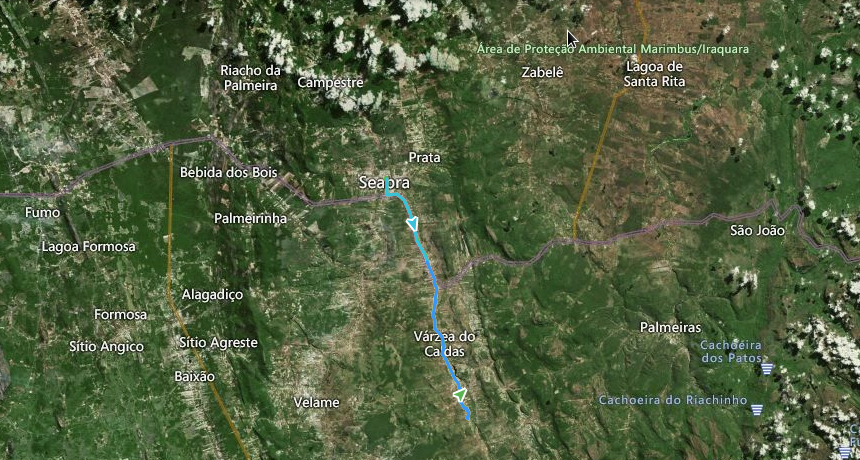 Área de Proteção Ambiental Marimbus/Iraquara
Riacho da
Palmeira
Campestre
Zabelê
Lagoa de
Santa Rita
Prata
Bebida dos Bois
Seabra
Fumo
Palmeirinha
São João
Lagoa Formosa
Alagadiço
Formosa
Sítio Angico
Sítio Agreste
Várzea do
Caldas
Palmeiras
Cachoeira
dos Patos
Baixão
Velame
Cachoeira do Riachinho